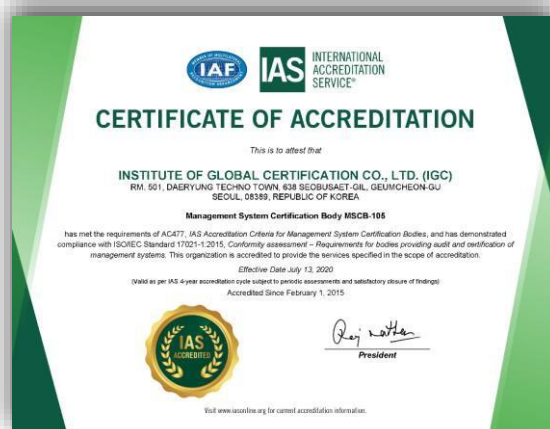 IAF
IAS
INTERNATIONAL
ACCREDITATION
SERVICE®
CERTIFICATE OF ACCREDITATION
This is to attest that
INSTITUTE OF GLOBAL CERTIFICATION CO., LTD. (IGC)
RM. 501, DAERYUNG TECHNO TOWN, 638 SEOBUSAET-GIL, GEUMCHEON-GU
SEOUL, 08389, REPUBLIC OF KOREA
Management System Certification Body MSCB-105
has met the requirements of AC477, IAS Accreditation Criteria for Management System Certification Bodies, and has demonstrated
compliance with ISO/IEC Standard 17021-1:2015, Conformity assessment – Requirements for bodies providing audit and certification of
management systems. This organization is accredited to provide the services specified in the scope of accreditation.
Effective Date July 13, 2020
(Valid as per IAS 4-year accreditation cycle subject to periodic assessments and satisfactory closure of findings)
Accredited Since February 1, 2015
IAS
ACCREDITED
President
Visit www.iasonline.org for current accreditation information.